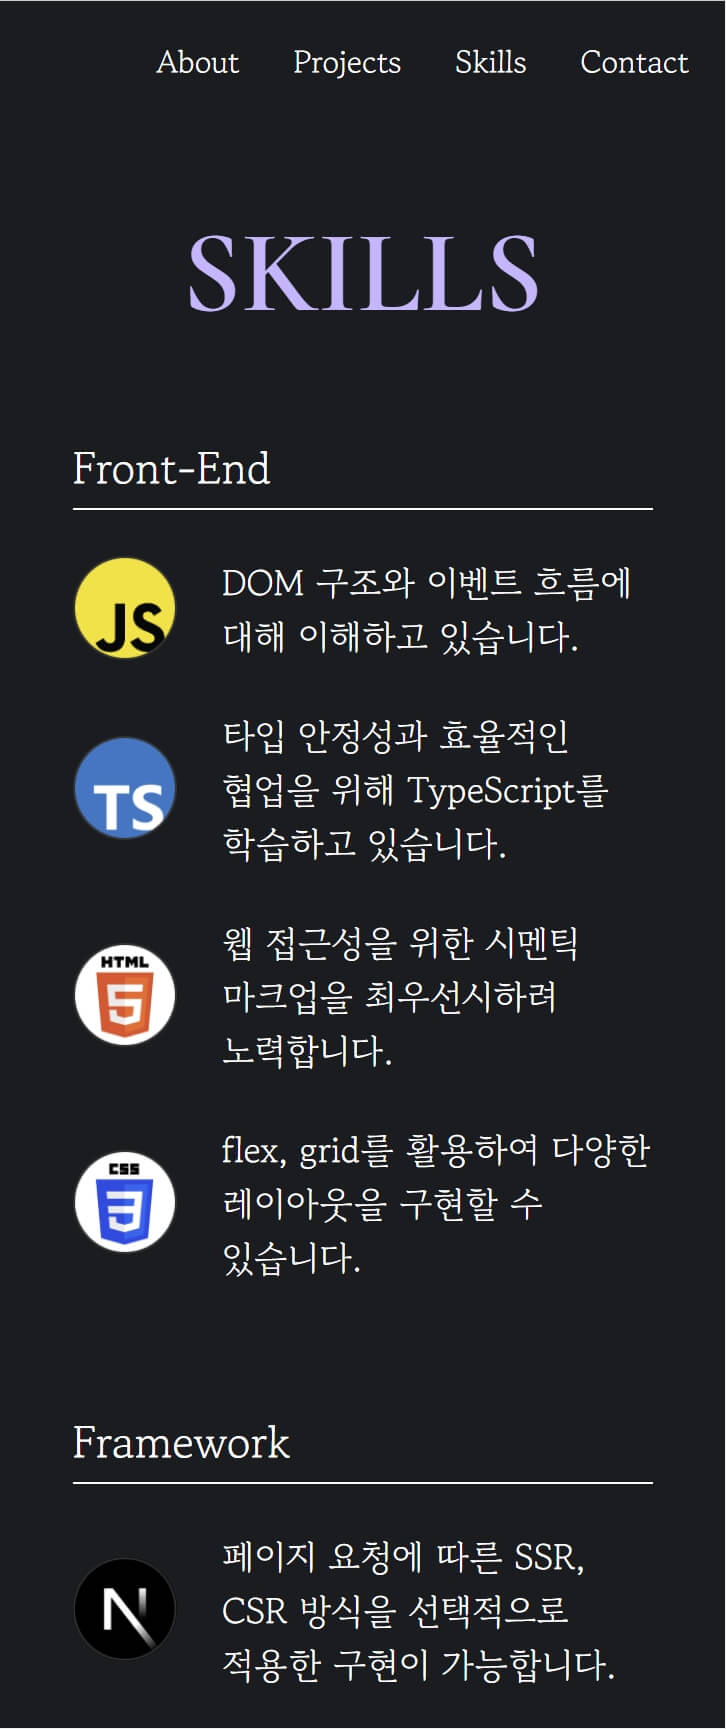 About Projects Skills Contact
SKILLS
Front-End
JS
DOM 구조와 이벤트 흐름에
대해 이해하고 있습니다.
TS
타입 안정성과 효율적인
협업을 위해 TypeScript를
학습하고 있습니다.
HTML
5
웹 접근성을 위한 시멘틱
마크업을 최우선시하려
노력합니다.
CSS
3
flex, grid를 활용하여 다양한
레이아웃을 구현할 수
있습니다.
Framework
N
페이지 요청에 따른 SSR,
CSR 방식을 선택적으로
적용한 구현이 가능합니다.